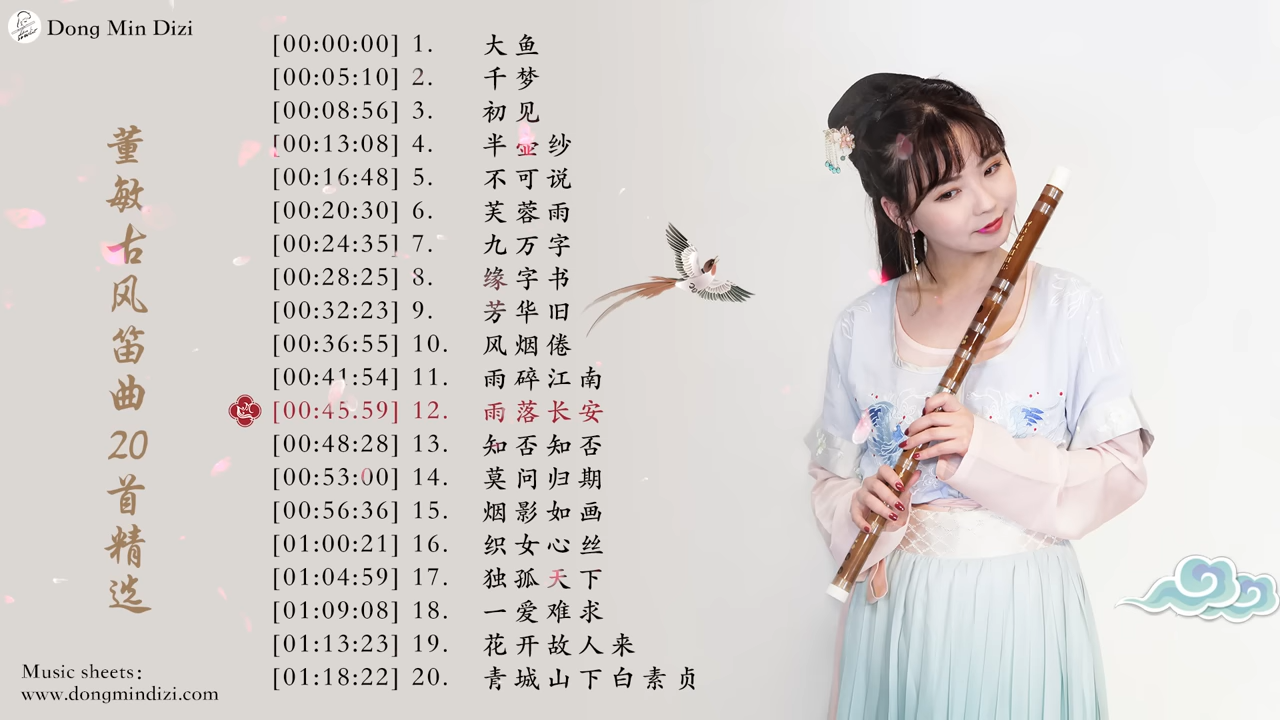 Dong Min Dizi
董敏古风笛曲20首精选
[00:00:00] 1. 大鱼
[00:05:10] 2. 千梦
[00:08:56] 3. 初见
[00:13:08] 4. 半壶纱
[00:16:48] 5. 不可说
[00:20:30] 6. 芙蓉雨
[00:24:35] 7. 九万字
[00:28:25] 8. 缘字书
[00:32:23] 9. 芳华旧
[00:36:55] 10. 风烟倦
[00:41:54] 11. 雨碎江南
[00:45:59] 12. 雨落长安
[00:48:28] 13. 知否知否
[00:53:00] 14. 莫问归期
[00:56:36] 15. 烟影如画
[01:00:21] 16. 织女心丝
[01:04:59] 17. 独孤天下
[01:09:08] 18. 一爱难求
[01:13:23] 19. 花开故人来
[01:18:22] 20. 青城山下白素贞
Music sheets:
www.dongmindizi.com